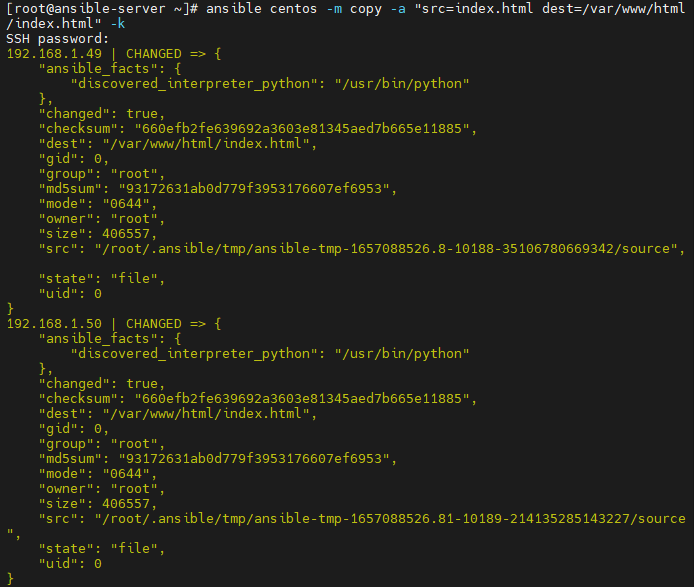 [root@ansible-server ~]# ansible centos -m copy -a "src=index.html dest=/var/www/html
/index.html" -k
SSH password:
192.168.1.49 | CHANGED => {
    "ansible_facts": {
        "discovered_interpreter_python": "/usr/bin/python"
    },
    "changed": true,
    "checksum": "660efb2fe639692a3603e81345aed7b665e11885",
    "dest": "/var/www/html/index.html",
    "gid": 0,
    "group": "root",
    "md5sum": "93172631ab0d779f3953176607ef6953",
    "mode": "0644",
    "owner": "root",
    "size": 406557,
    "src": "/root/.ansible/tmp/ansible-tmp-1657088526.8-10188-35106780669342/source",

    "state": "file",
    "uid": 0
}
192.168.1.50 | CHANGED => {
    "ansible_facts": {
        "discovered_interpreter_python": "/usr/bin/python"
    },
    "changed": true,
    "checksum": "660efb2fe639692a3603e81345aed7b665e11885",
    "dest": "/var/www/html/index.html",
    "gid": 0,
    "group": "root",
    "md5sum": "93172631ab0d779f3953176607ef6953",
    "mode": "0644",
    "owner": "root",
    "size": 406557,
    "src": "/root/.ansible/tmp/ansible-tmp-1657088526.81-10189-214135285143227/source
",
    "state": "file",
    "uid": 0
}